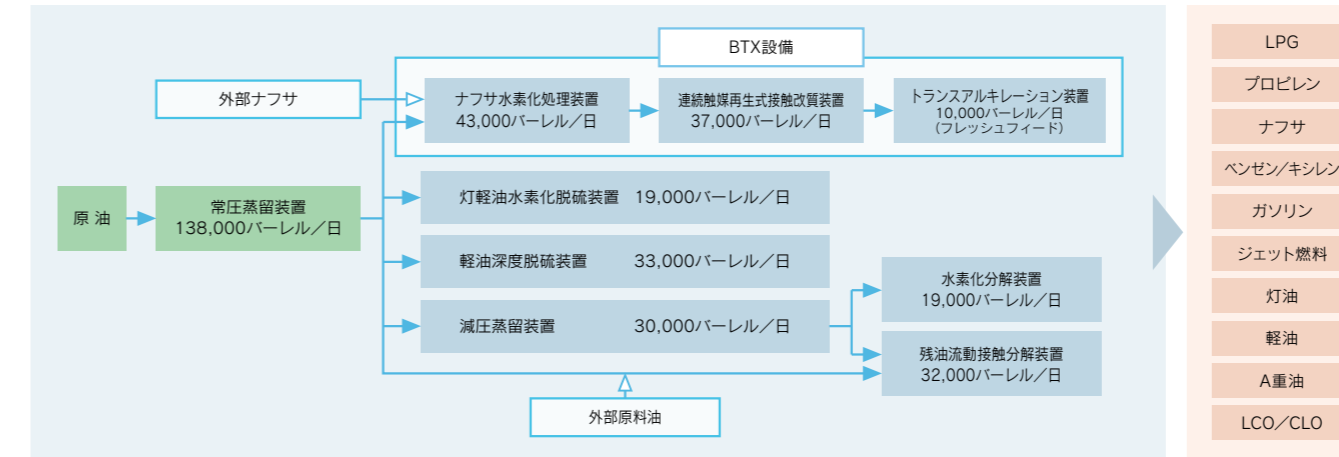 BTX設備
外部ナフサ
ナフサ水素化処理装置
43,000バーレル／日
連続触媒再生式接触改質装置
37,000バーレル／日
トランスアルキレーション装置
10,000バーレル／日
（フレッシュフィード）
原油
常圧蒸留装置
138,000バーレル／日
灯軽油水素化脱硫装置 19,000バーレル／日
軽油深度脱硫装置 33,000バーレル／日
減圧蒸留装置 30,000バーレル／日
水素化分解装置
19,000バーレル／日
残油流動接触分解装置
32,000バーレル／日
外部原料油
LPG
プロピレン
ナフサ
ベンゼン／キシレン
ガソリン
ジェット燃料
灯油
軽油
A重油
LCO／CLO